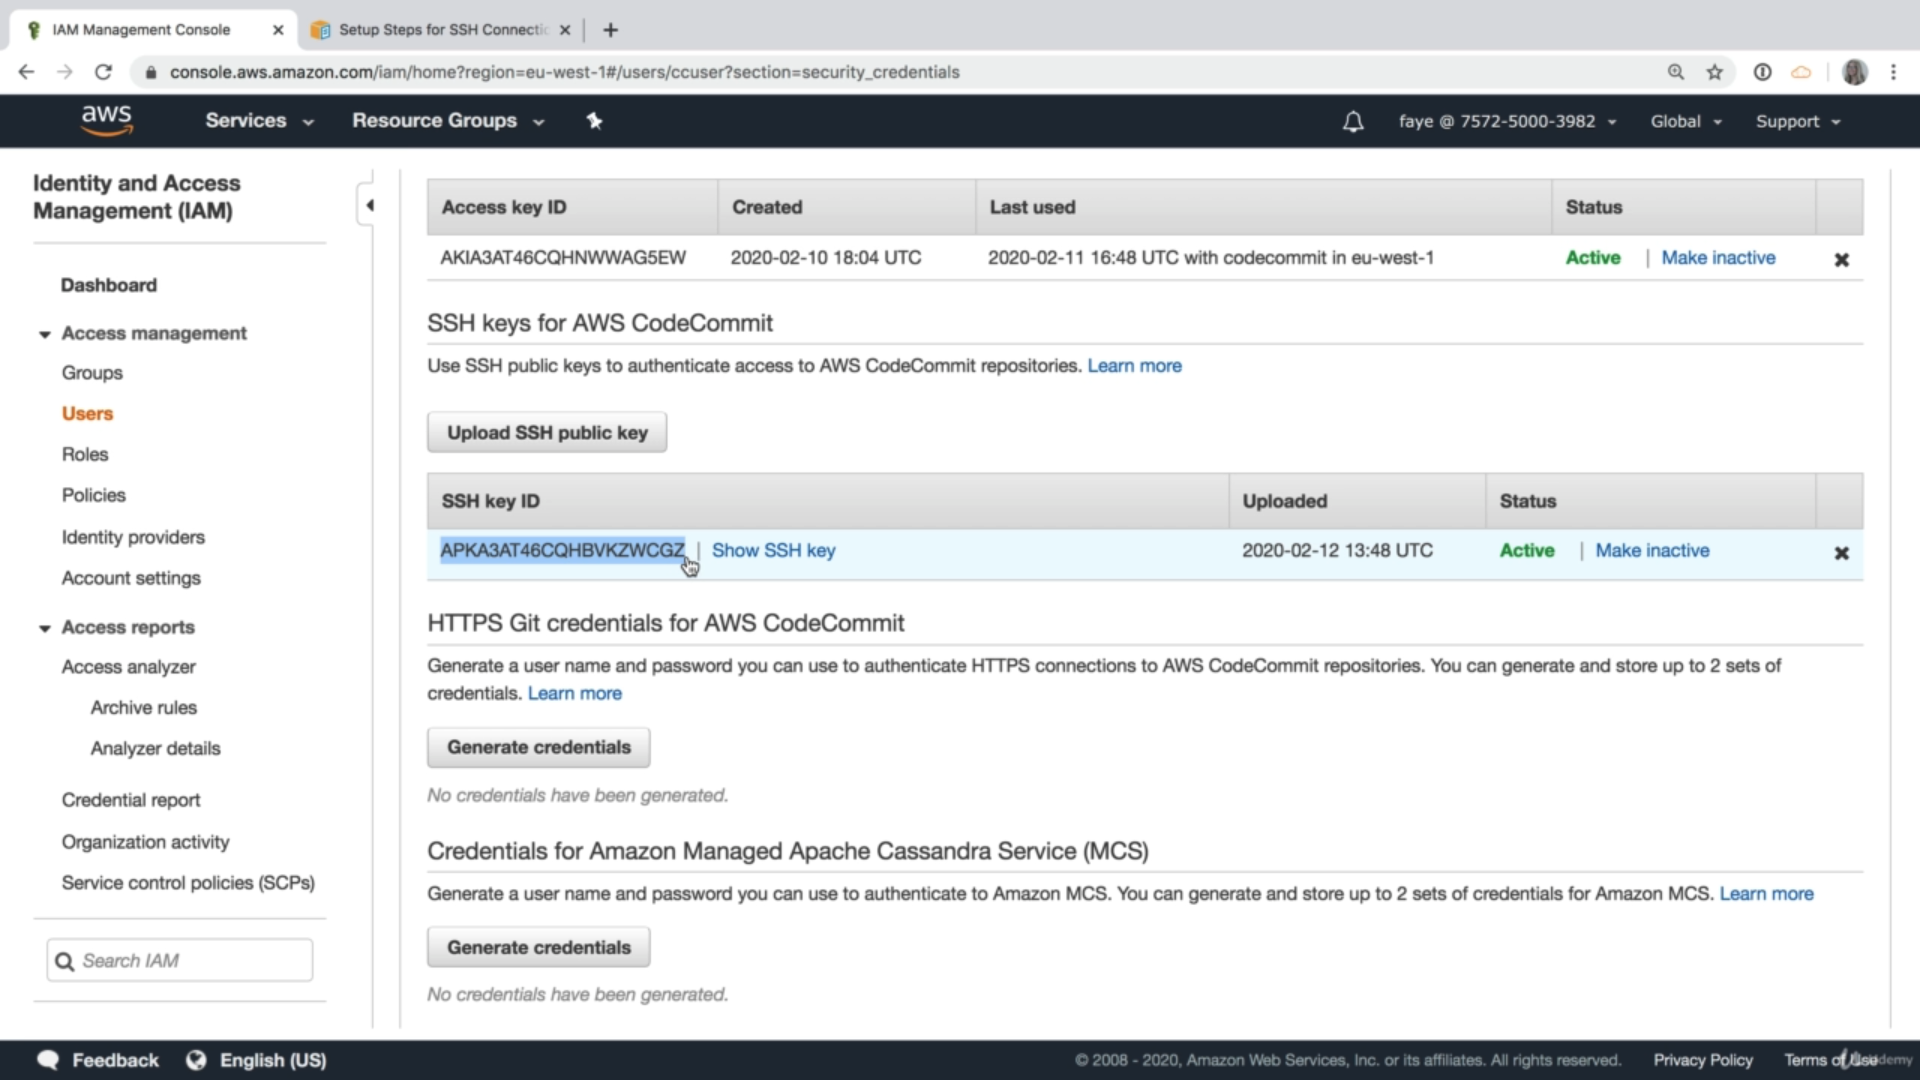 IAM Management Console
Setup Steps for SSH Connectic
console.aws.amazon.com/iam/home?region=eu-west-1#/users/ccuser?section=security_credentials
aws
Services
Resource Groups
faye @ 7572-5000-3982
Global
Support
Identity and Access
Management (IAM)
Dashboard
Access management
Groups
Users
Roles
Policies
Identity providers
Account settings
Access reports
Access analyzer
Archive rules
Analyzer details
Credential report
Organization activity
Service control policies (SCPs)
Search IAM
Access key ID Created Last used Status
AKIA3AT46CQHNWWAG5EW 2020-02-10 18:04 UTC 2020-02-11 16:48 UTC with codecommit in eu-west-1 Active | Make inactive
SSH keys for AWS CodeCommit
Use SSH public keys to authenticate access to AWS CodeCommit repositories. Learn more
Upload SSH public key
SSH key ID Uploaded Status
APKA3AT46CQHBVKZWCGZ | Show SSH key 2020-02-12 13:48 UTC Active | Make inactive
HTTPS Git credentials for AWS CodeCommit
Generate a user name and password you can use to authenticate HTTPS connections to AWS CodeCommit repositories. You can generate and store up to 2 sets of
credentials. Learn more
Generate credentials
No credentials have been generated.
Credentials for Amazon Managed Apache Cassandra Service (MCS)
Generate a user name and password you can use to authenticate to Amazon MCS. You can generate and store up to 2 sets of credentials for Amazon MCS. Learn more
Generate credentials
No credentials have been generated.
Feedback
English (US)
© 2008 - 2020, Amazon Web Services, Inc. or its affiliates. All rights reserved.
Privacy Policy
Terms of Use